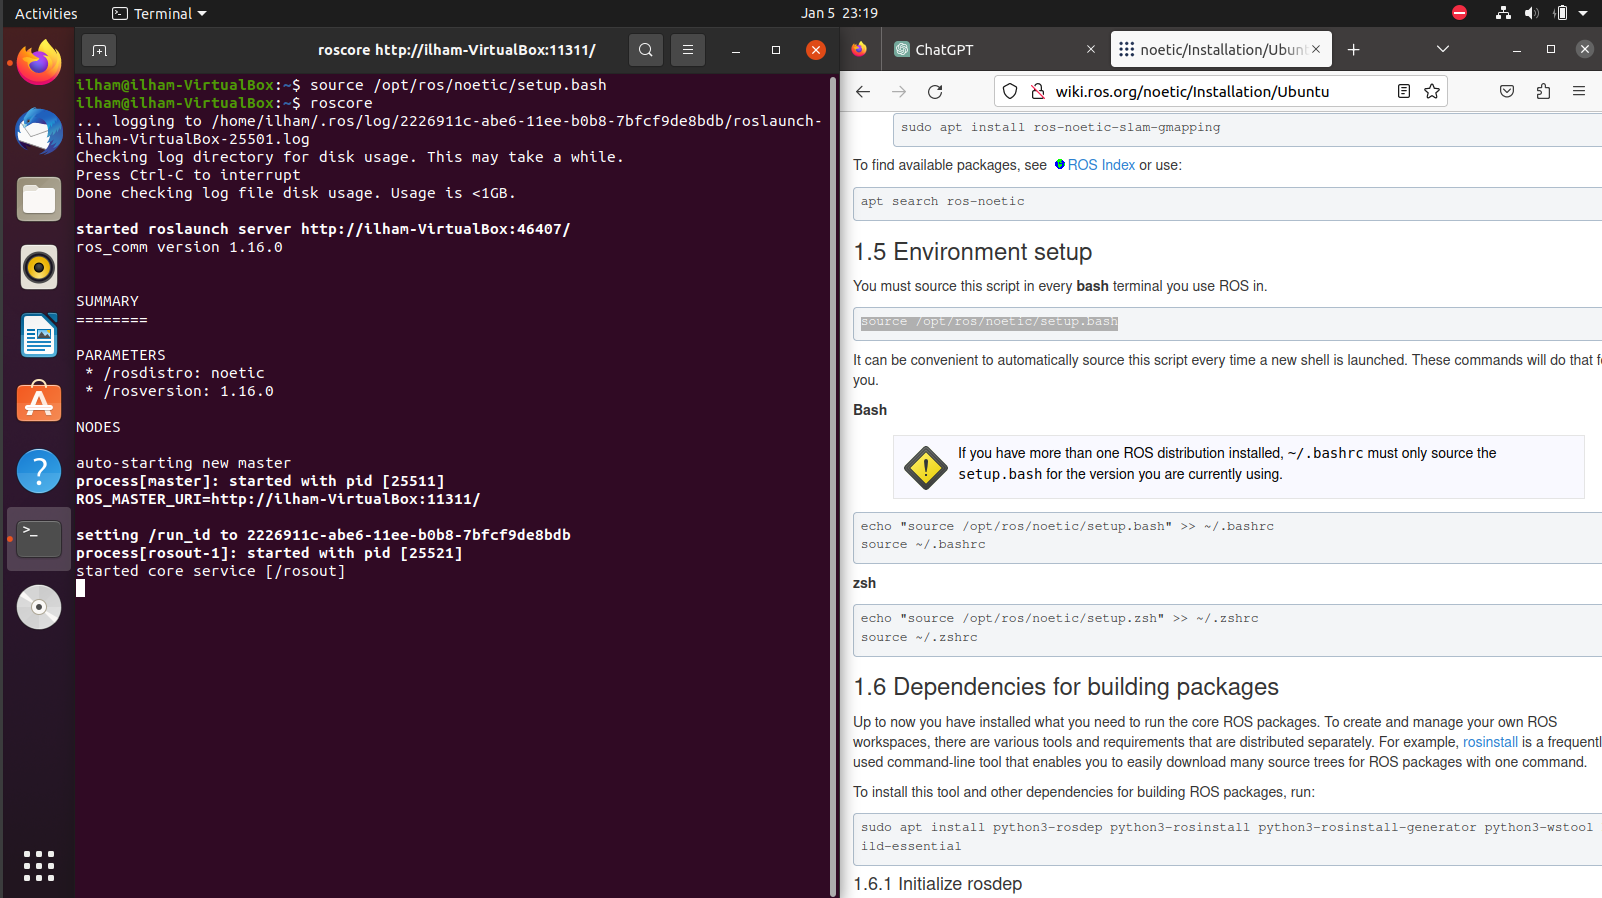 Activities
Terminal
Jan 5 23:19
roscore http://ilham-VirtualBox:11311/
ilham@ilham-VirtualBox:~$ source /opt/ros/noetic/setup.bash
ilham@ilham-VirtualBox:~$ roscore
... logging to /home/ilham/.ros/log/2226911c-abe6-11ee-b0b8-7bfcf9de8bdb/roslaunch-
ilham-VirtualBox-25501.log
Checking log directory for disk usage. This may take a while.
Press Ctrl-C to interrupt
Done checking log file disk usage. Usage is <1GB.
started roslaunch server http://ilham-VirtualBox:46407/
ros_comm version 1.16.0
SUMMARY
========
PARAMETERS
* /rosdistro: noetic
* /rosversion: 1.16.0
NODES
auto-starting new master
process[master]: started with pid [25511]
ROS_MASTER_URI=http://ilham-VirtualBox:11311/
setting /run_id to 2226911c-abe6-11ee-b0b8-7bfcf9de8bdb
process[rosout-1]: started with pid [25521]
started core service [/rosout]
ChatGPT
noetic/Installation/Ubunt
wiki.ros.org/noetic/Installation/Ubuntu
sudo apt install ros-noetic-slam-gmapping
To find available packages, see ROS Index or use:
apt search ros-noetic
1.5 Environment setup
You must source this script in every bash terminal you use ROS in.
source /opt/ros/noetic/setup.bash
It can be convenient to automatically source this script every time a new shell is launched. These commands will do that f
you.
Bash
If you have more than one ROS distribution installed, ~/.bashrc must only source the
setup.bash for the version you are currently using.
echo "source /opt/ros/noetic/setup.bash" >> ~/.bashrc
source ~/.bashrc
zsh
echo "source /opt/ros/noetic/setup.zsh" >> ~/.zshrc
source ~/.zshrc
1.6 Dependencies for building packages
Up to now you have installed what you need to run the core ROS packages. To create and manage your own ROS
workspaces, there are various tools and requirements that are distributed separately. For example, rosinstall is a frequentl
used command-line tool that enables you to easily download many source trees for ROS packages with one command.
To install this tool and other dependencies for building ROS packages, run:
sudo apt install python3-rosdep python3-rosinstall python3-rosinstall-generator python3-wstool
ild-essential
1.6.1 Initialize rosdep